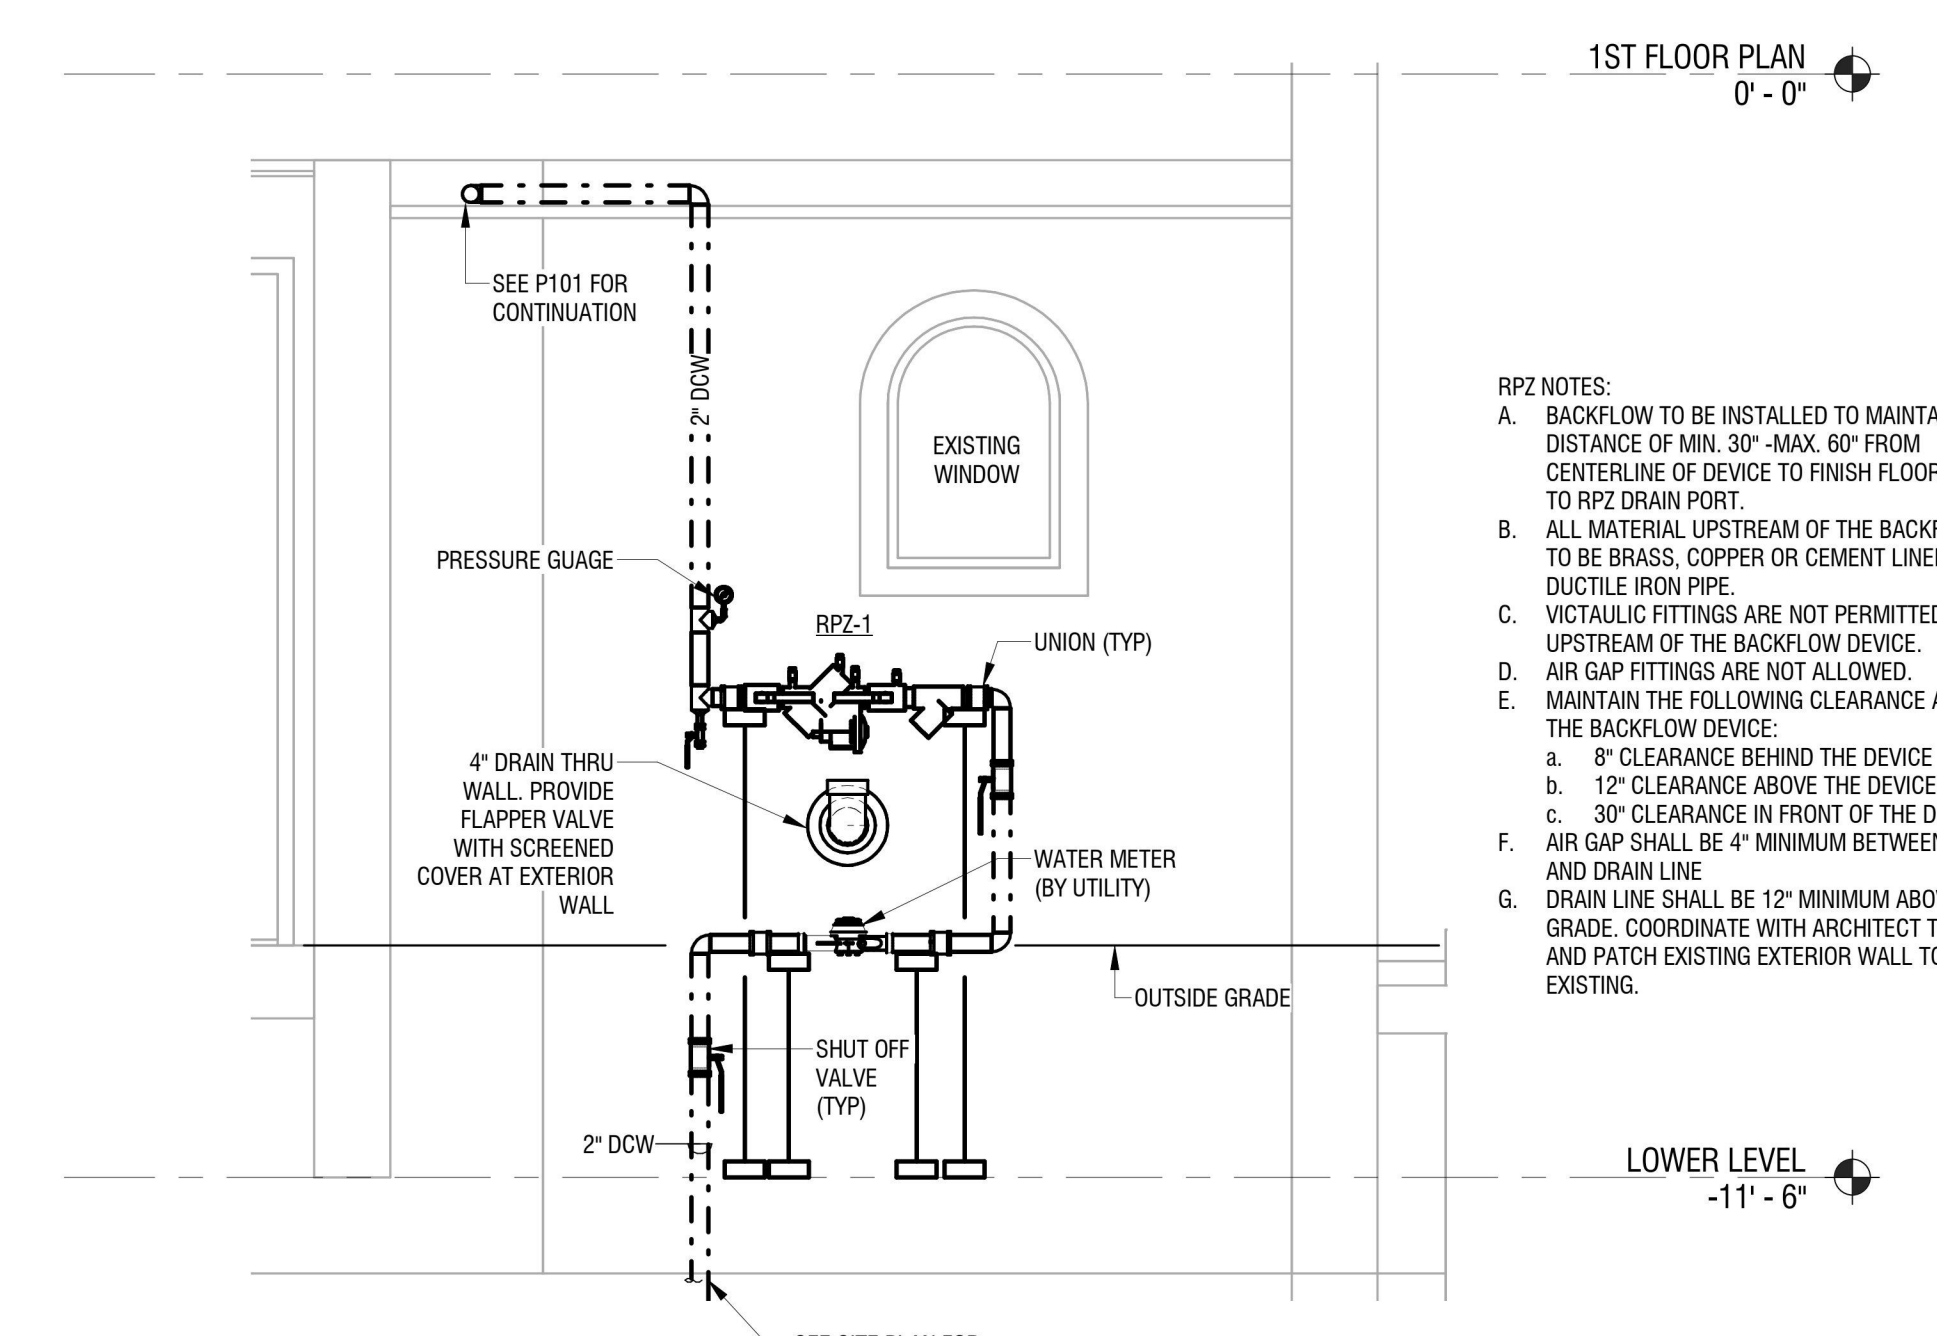 1ST FLOOR PLAN
0' - 0"
SEE P101 FOR
CONTINUATION
2" DCW
EXISTING
WINDOW
PRESSURE GUAGE
RPZ-1
UNION (TYP)
4" DRAIN THRU
WALL. PROVIDE
FLAPPER VALVE
WITH SCREENED
COVER AT EXTERIOR
WALL
WATER METER
(BY UTILITY)
OUTSIDE GRADE
SHUT OFF
VALVE
(TYP)
2" DCW
LOWER LEVEL
-11' - 6"
RPZ NOTES:
A. BACKFLOW TO BE INSTALLED TO
DISTANCE OF MIN. 30" -MAX. 60" FROM
CENTERLINE OF DEVICE TO FINISH FLOOR
TO RPZ DRAIN PORT.
B. ALL MATERIAL UPSTREAM OF THE
TO BE BRASS, COPPER OR CEMENT
DUCTILE IRON PIPE.
C. VICTAULIC FITTINGS ARE NOT PERMITTED
UPSTREAM OF THE BACKFLOW DEVICE.
D. AIR GAP FITTINGS ARE NOT ALLOWED.
E. MAINTAIN THE FOLLOWING CLEARANCE
THE BACKFLOW DEVICE:
a. 8" CLEARANCE BEHIND THE DEVICE
b. 12" CLEARANCE ABOVE THE DEVICE
c. 30" CLEARANCE IN FRONT OF THE
F. AIR GAP SHALL BE 4" MINIMUM
AND DRAIN LINE
G. DRAIN LINE SHALL BE 12" MINIMUM
GRADE. COORDINATE WITH ARCHITECT
AND PATCH EXISTING EXTERIOR WALL
EXISTING.